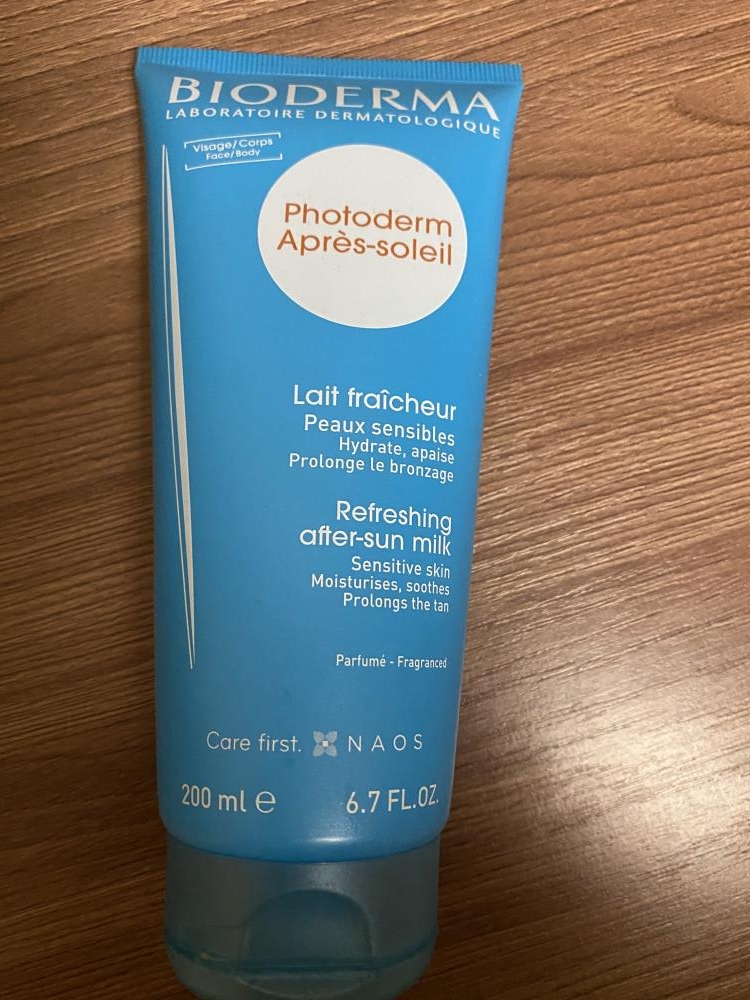 BIODERMA
LABORATOIRE DERMATOLOGIQUE
Visage/Corps
Face/Body
Photoderm
Après-soleil
Lait fraîcheur
Peaux sensibles
Hydrate, apaise
Prolonge le bronzage
Refreshing
after-sun milk
Sensitive skin
Moisturises, soothes
Prolongs the tan
Parfumé - Fragranced
Care first. NAOS
200 ml e 6.7 FL.OZ.